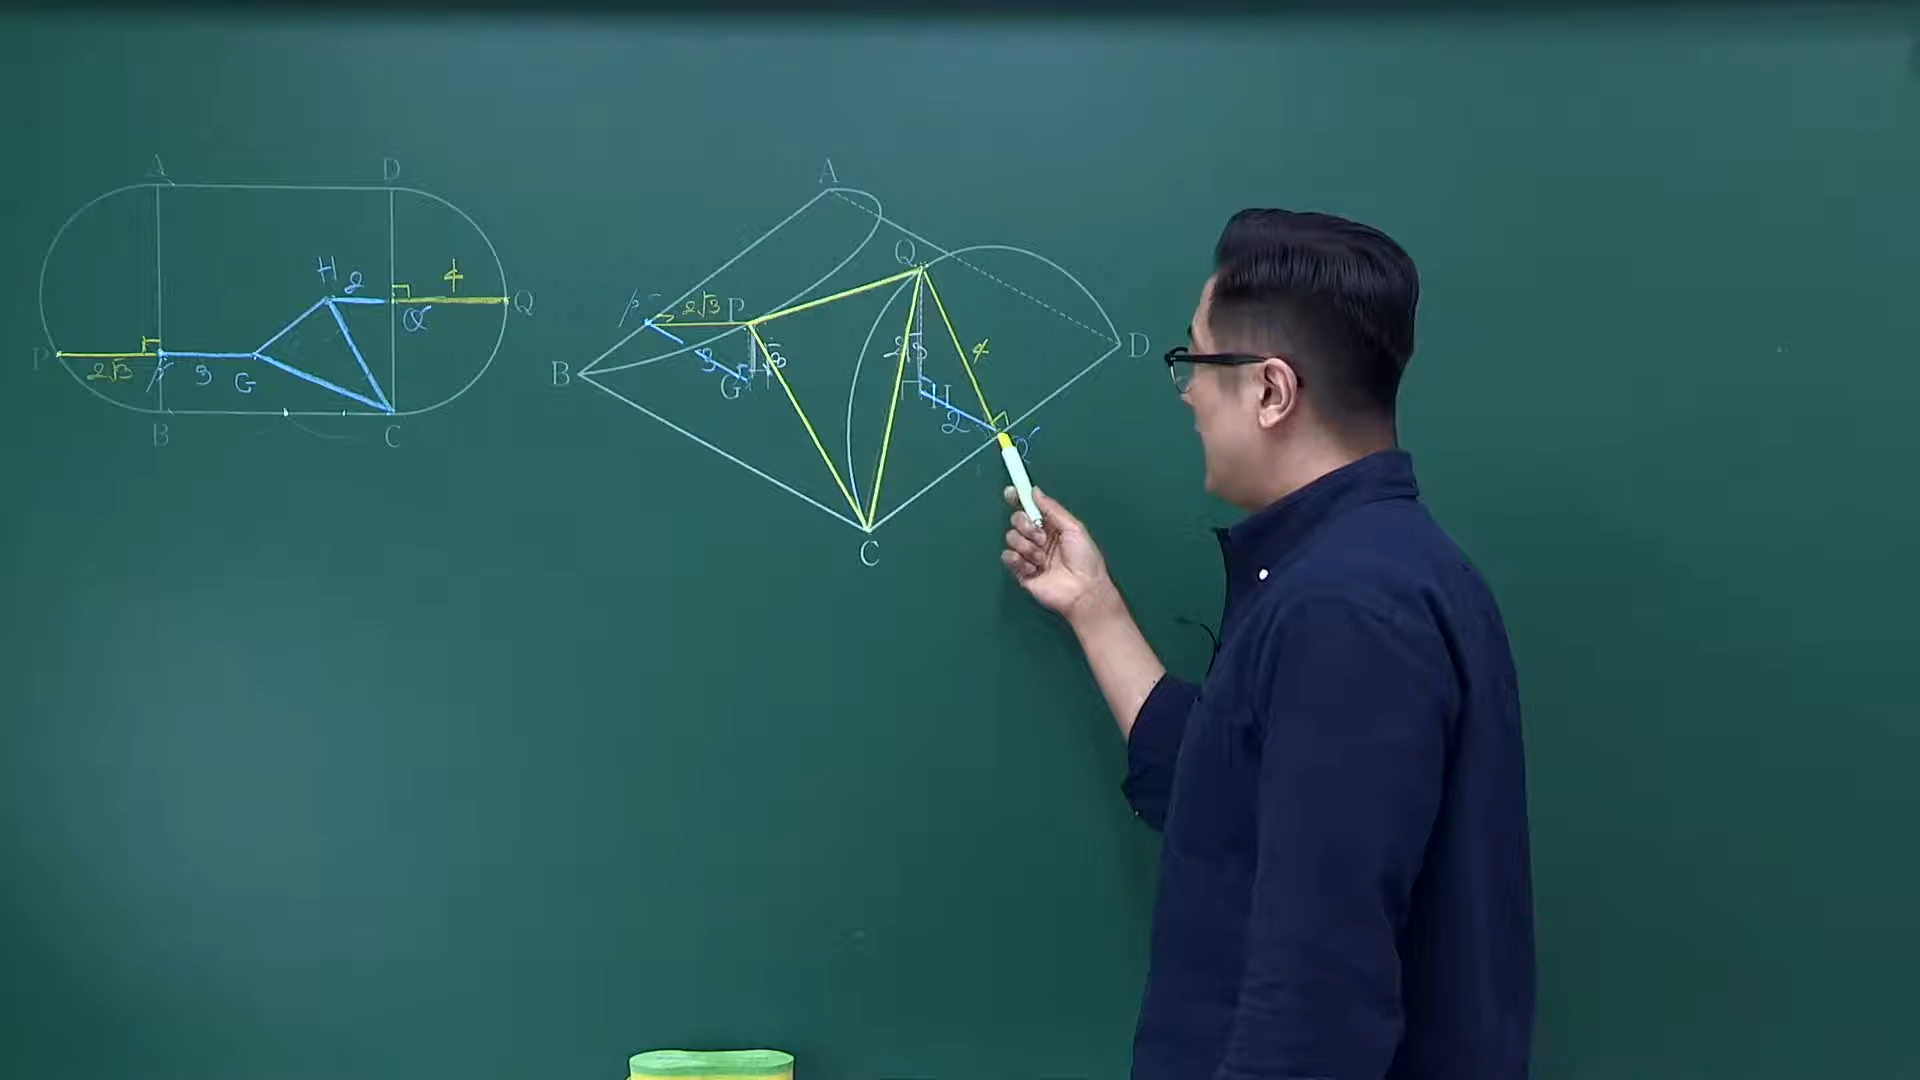 A D
H 2 4
Q' Q
P 2√3 P' 3 G
B C
A
Q
P' 2√3 P
D
B 3 G √3 2√3 4
H
2 Q'
C